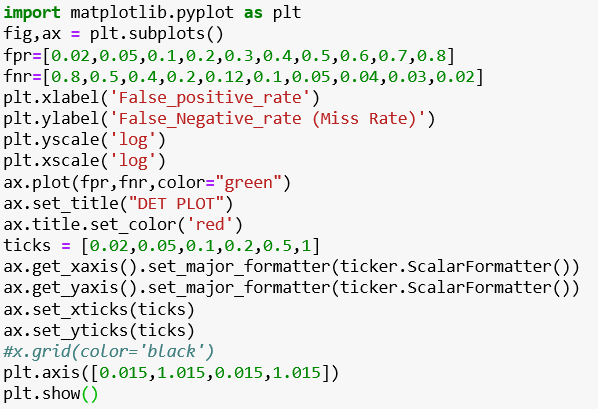 import matplotlib.pyplot as plt
fig,ax = plt.subplots()
fpr=[0.02,0.05,0.1,0.2,0.3,0.4,0.5,0.6,0.7,0.8]
fnr=[0.8,0.5,0.4,0.2,0.12,0.1,0.05,0.04,0.03,0.02]
plt.xlabel('False_positive_rate')
plt.ylabel('False_Negative_rate (Miss Rate)')
plt.yscale('log')
plt.xscale('log')
ax.plot(fpr,fnr,color="green")
ax.set_title("DET PLOT")
ax.title.set_color('red')
ticks = [0.02,0.05,0.1,0.2,0.5,1]
ax.get_xaxis().set_major_formatter(ticker.ScalarFormatter())
ax.get_yaxis().set_major_formatter(ticker.ScalarFormatter())
ax.set_xticks(ticks)
ax.set_yticks(ticks)
#x.grid(color='black')
plt.axis([0.015,1.015,0.015,1.015])
plt.show()